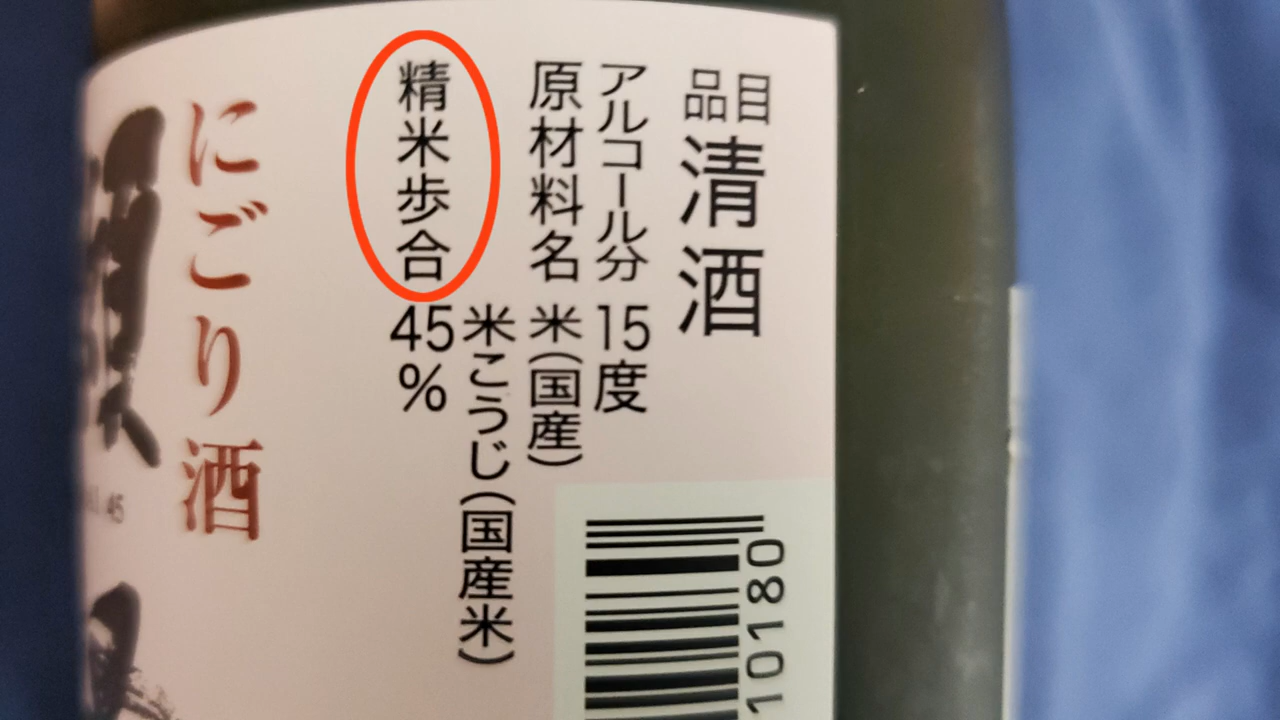 品目 清酒
アルコール分 15度
原材料名 米(国産)
米こうじ(国産米)
精米歩合 45%
にごり酒
45
10180